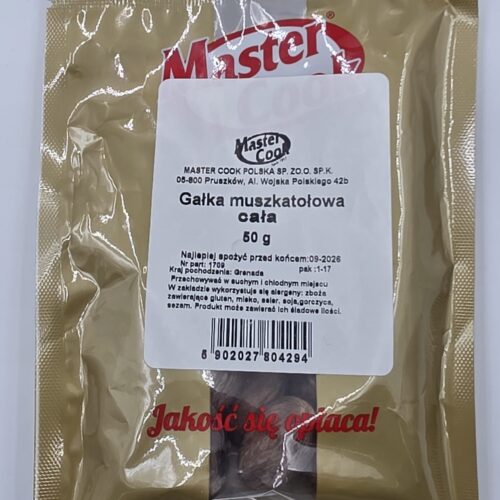 Master®
Cook
Master
Cook
MASTER COOK POLSKA SP. ZO.O. SP.K.
05-800 Pruszków, Al. Wojska Polskiego 42b
Gałka muszkatołowa
cała
50 g
Najlepiej spożyć przed końcem:09-2026
Nr part: 1709 pak :1-17
Kraj pochodzenia: Grenada
Przechowywać w suchym i chłodnym miejscu
W zakładzie wykorzystuje się alergeny: zboża
zawierające gluten, mleko, seler, soja,gorczyca,
sezam. Produkt może zawierać ich śladowe ilości.
5 902027 804294
Jakość się opłaca!